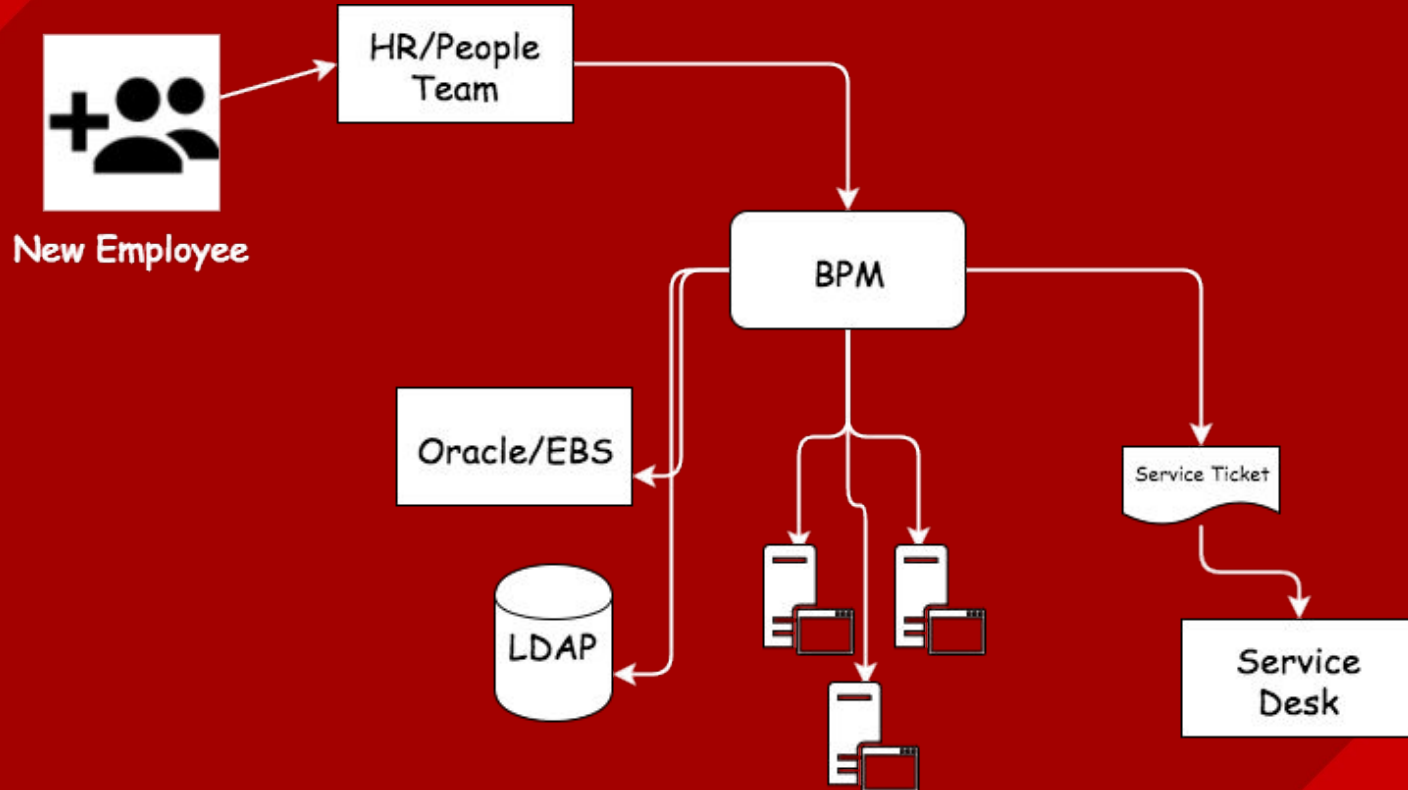 HR/People
Team
New Employee
BPM
Oracle/EBS
Service Ticket
LDAP
Service
Desk